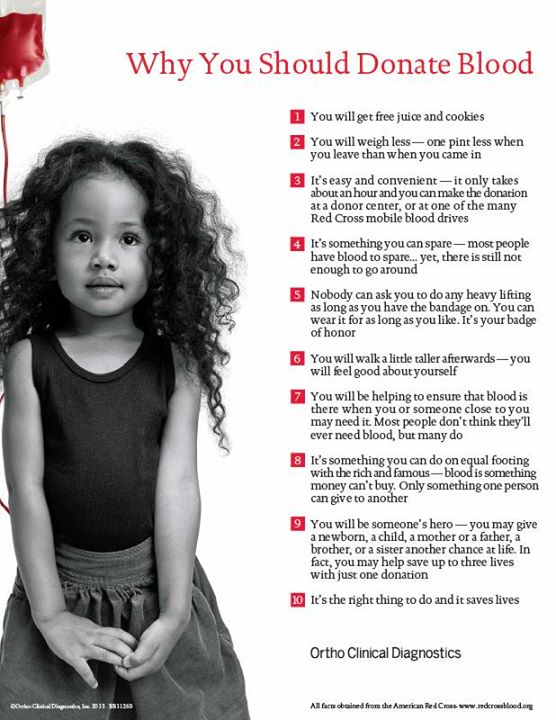 Why You Should Donate Blood
1 You will get free juice and cookies
2 You will weigh less — one pint less when
you leave than when you came in
3 It's easy and convenient — it only takes
about an hour and you can make the donation
at a donor center, or at one of the many
Red Cross mobile blood drives
4 It's something you can spare — most people
have blood to spare... yet, there is still not
enough to go around
5 Nobody can ask you to do any heavy lifting
as long as you have the bandage on. You can
wear it for as long as you like. It's your badge
of honor
6 You will walk a little taller afterwards — you
will feel good about yourself
7 You will be helping to ensure that blood is
there when you or someone close to you
may need it. Most people don't think they'll
ever need blood, but many do
8 It's something you can do on equal footing
with the rich and famous — blood is something
money can't buy. Only something one person
can give to another
9 You will be someone's hero — you may give
a newborn, a child, a mother or a father, a
brother, or a sister another chance at life. In
fact, you may help save up to three lives
with just one donation
10 It's the right thing to do and it saves lives
Ortho Clinical Diagnostics
©Ortho-Clinical Diagnostics, Inc. 2013
All facts obtained from the American Red Cross- www.redcrossblood.org